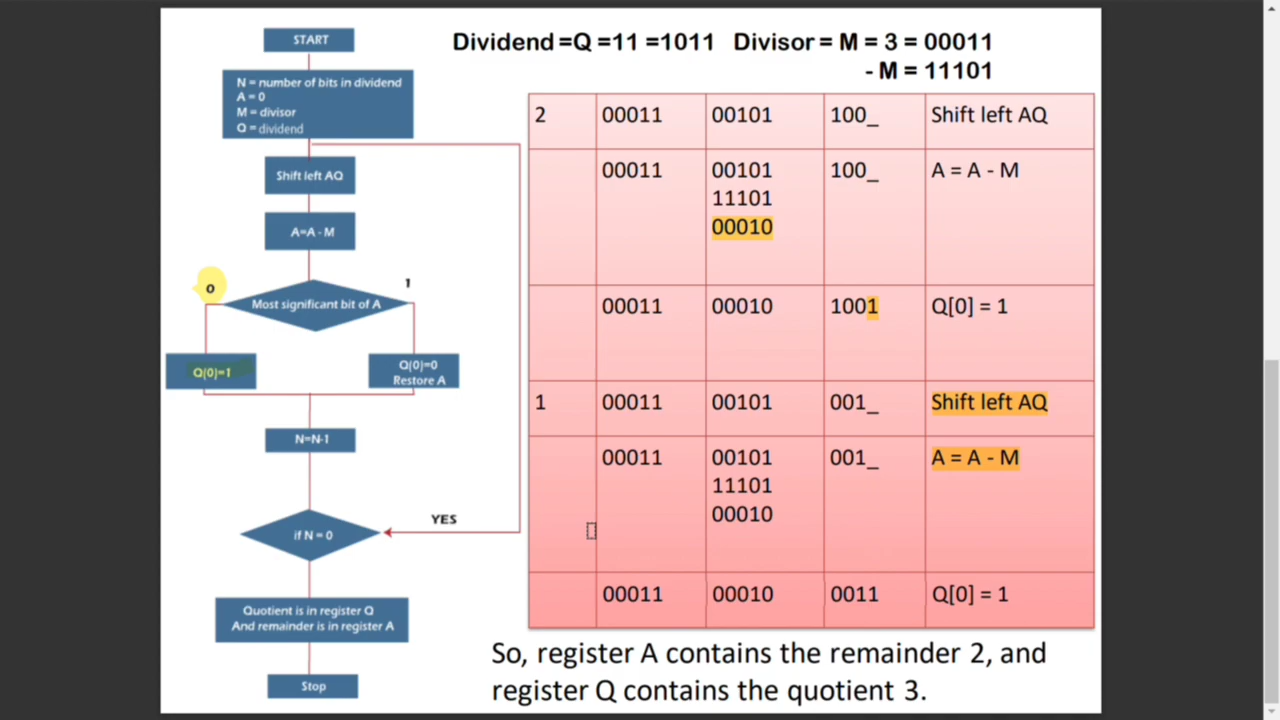 Dividend =Q =11 =1011 Divisor = M = 3 = 00011
- M = 11101
START
N = number of bits in dividend
A = 0
M = divisor
Q = dividend
Shift left AQ
A=A - M
0
1
Most significant bit of A
Q(0)=1
Q(0)=0
Restore A
N=N-1
YES
if N = 0
Quotient is in register Q
And remainder is in register A
Stop
2 00011 00101 100_ Shift left AQ
00011 00101 100_ A = A - M
11101
00010
00011 00010 1001 Q[0] = 1
1 00011 00101 001_ Shift left AQ
00011 00101 001_ A = A - M
11101
00010
00011 00010 0011 Q[0] = 1
So, register A contains the remainder 2, and
register Q contains the quotient 3.